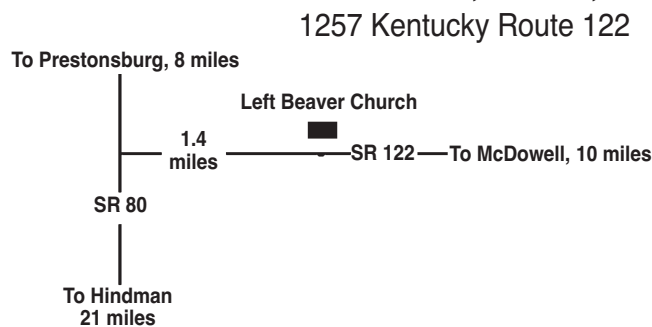 1257 Kentucky Route 122
To Prestonsburg, 8 miles
Left Beaver Church
1.4
miles
SR 122
To McDowell, 10 miles
SR 80
To Hindman
21 miles